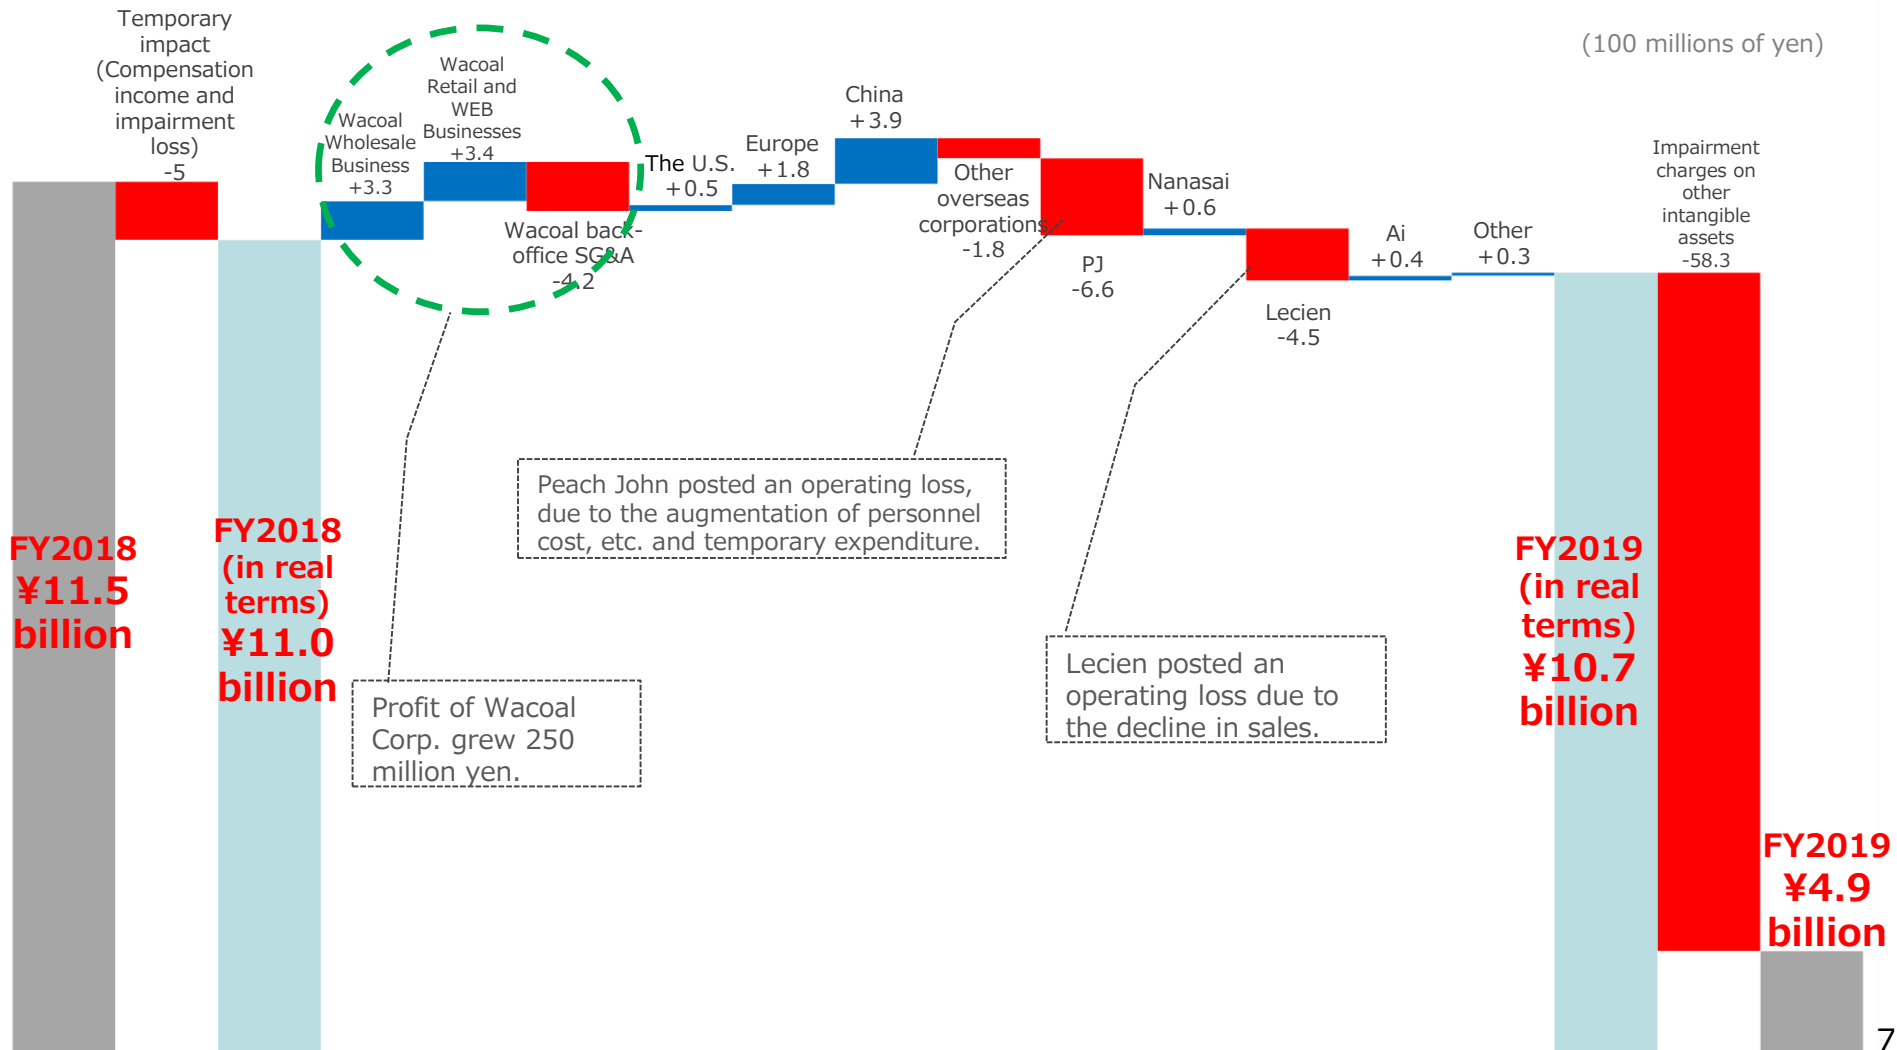 Temporary
impact
(Compensation
income and
impairment
loss)
-5
(100 millions of yen)
Wacoal
Wholesale
Business
+3.3
Wacoal
Retail and
WEB
Businesses
+3.4
Wacoal back-
office SG&A
-4.2
The U.S.
+0.5
Europe
+1.8
China
+3.9
Other
overseas
corporations
-1.8
PJ
-6.6
Nanasai
+0.6
Lecien
-4.5
Ai
+0.4
Other
+0.3
Impairment
charges on
other
intangible
assets
-58.3
FY2018
¥11.5
billion
FY2018
(in real
terms)
¥11.0
billion
Peach John posted an operating loss,
due to the augmentation of personnel
cost, etc. and temporary expenditure.
Profit of Wacoal
Corp. grew 250
million yen.
Lecien posted an
operating loss due to
the decline in sales.
FY2019
(in real
terms)
¥10.7
billion
FY2019
¥4.9
billion
7